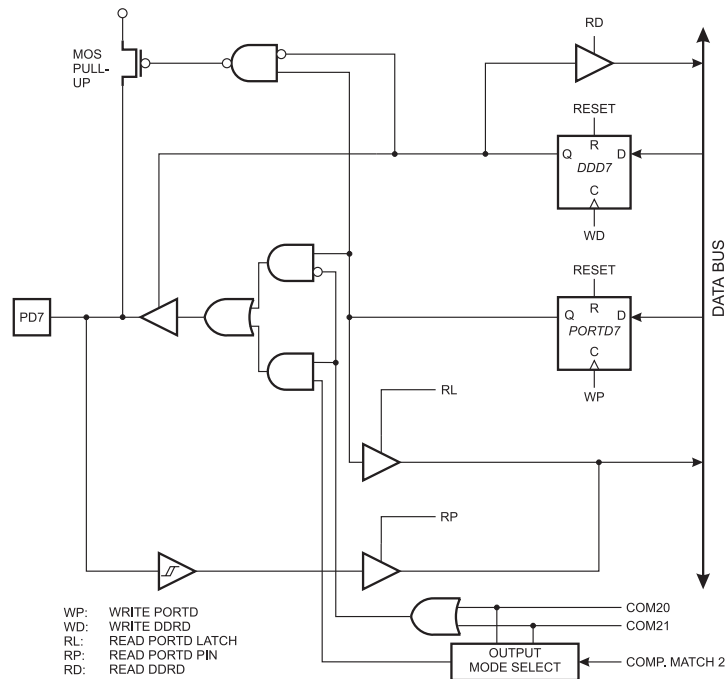 MOS
PULL-
UP
RD
RESET
R
Q
D
DDD7
C
WD
RESET
R
Q
D
PORTD7
C
WP
PD7
DATA BUS
RL
RP
WP: WRITE PORTD
WD: WRITE DDRD
RL: READ PORTD LATCH
RP: READ PORTD PIN
RD: READ DDRD
COM20
COM21
OUTPUT
MODE SELECT
COMP. MATCH 2